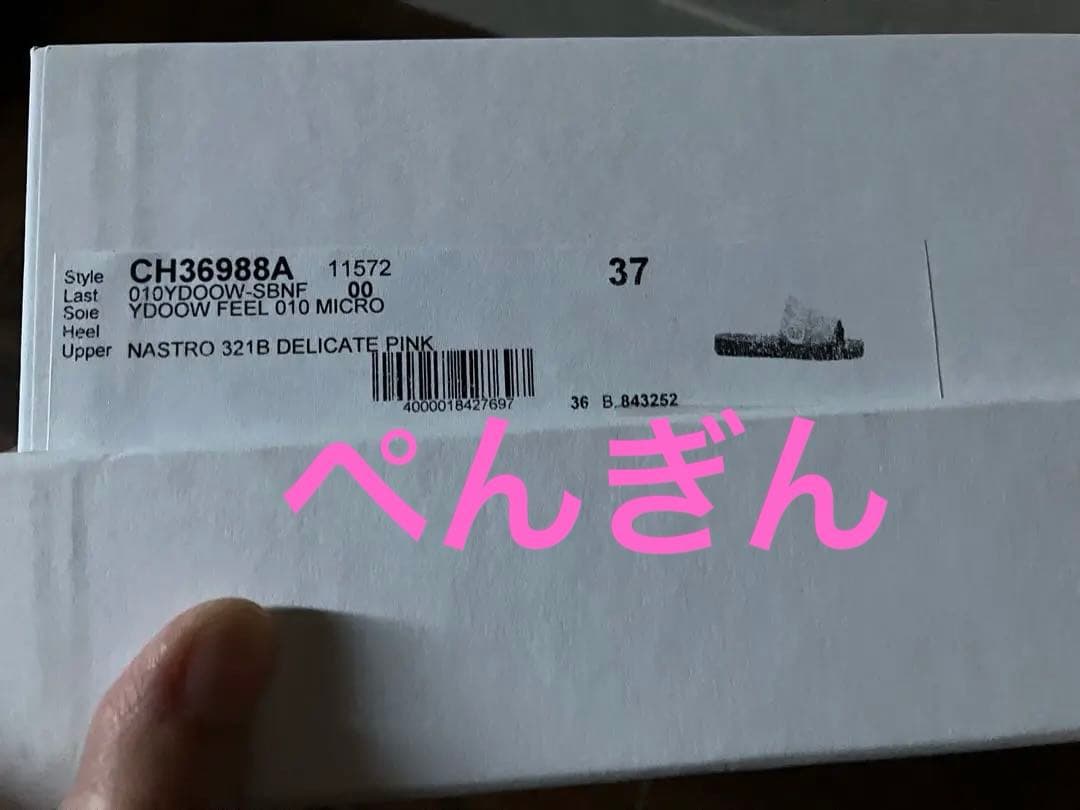 Style CH36988A 11572 37
Last 010YDOOW-SBNF 00
Sole YDOOW FEEL 010 MICRO
Heel
Upper NASTRO 321B DELICATE PINK
4000018427697 36 B. 843252
ぺんぎん